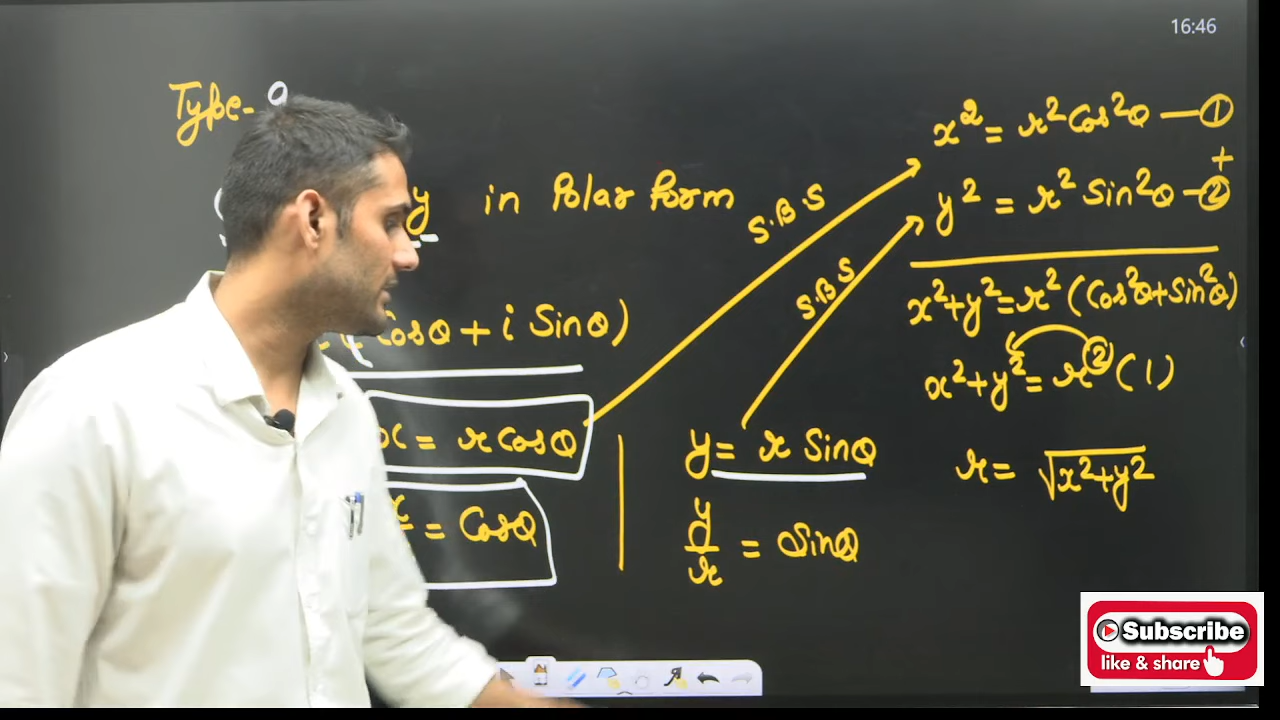 16:46
Type-
y in Polar form
Cosθ + i Sinθ)
x = r Cosθ
= Cosθ
y = r Sinθ
y/r = Sinθ
S.B.S
S.B.S
x² = r² Cos²θ — ①
+
y² = r² Sin²θ — ②
x²+y² = r² (Cos²θ+Sin²θ)
x²+y² = r² (1)
r = √x²+y²
Subscribe
like & share